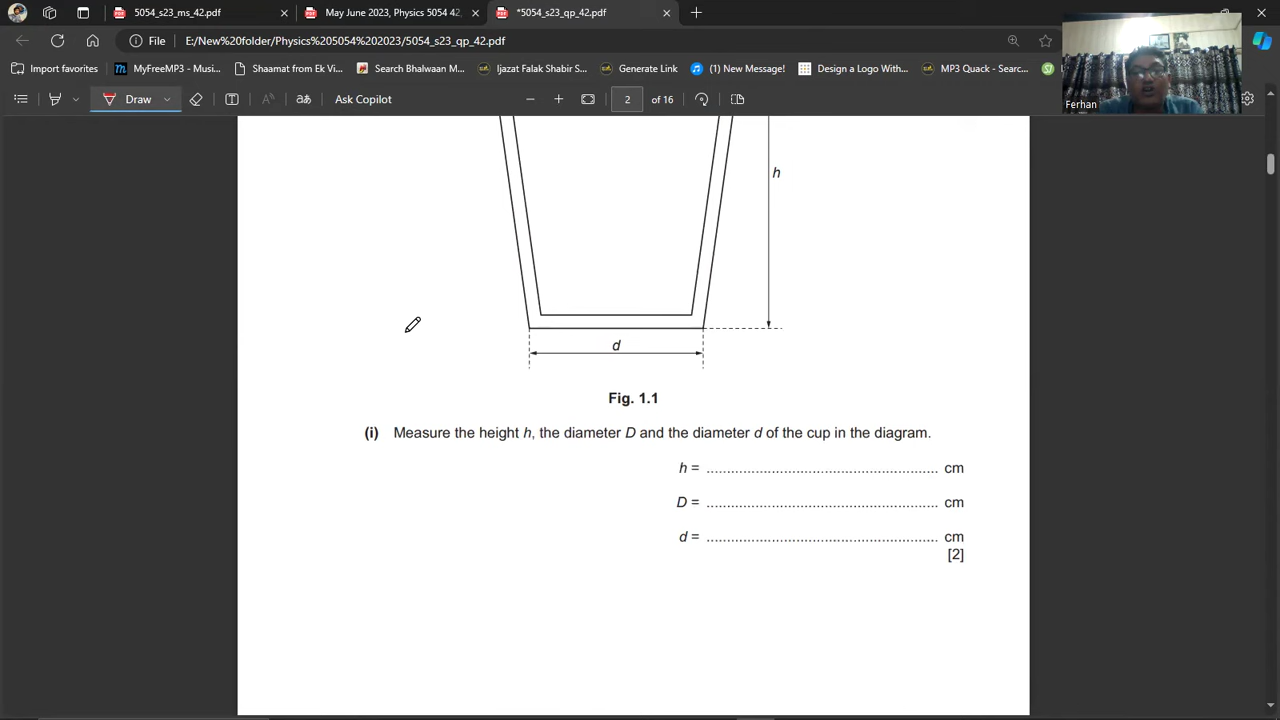 5054_s23_ms_42.pdf
May June 2023, Physics 5054 42,
*5054_s23_qp_42.pdf
File
E:/New%20folder/Physics%205054%202023/5054_s23_qp_42.pdf
Import favorites
MyFreeMP3 - Musi...
Shaamat from Ek Vi...
Search Bhalwaan M...
Ijazat Falak Shabir S...
Generate Link
(1) New Message!
Design a Logo With...
MP3 Quack - Searc...
Draw
Ask Copilot
2 of 16
Ferhan
h
d
Fig. 1.1
(i) Measure the height h, the diameter D and the diameter d of the cup in the diagram.
h = ........................................................ cm
D = ........................................................ cm
d = ........................................................ cm
[2]